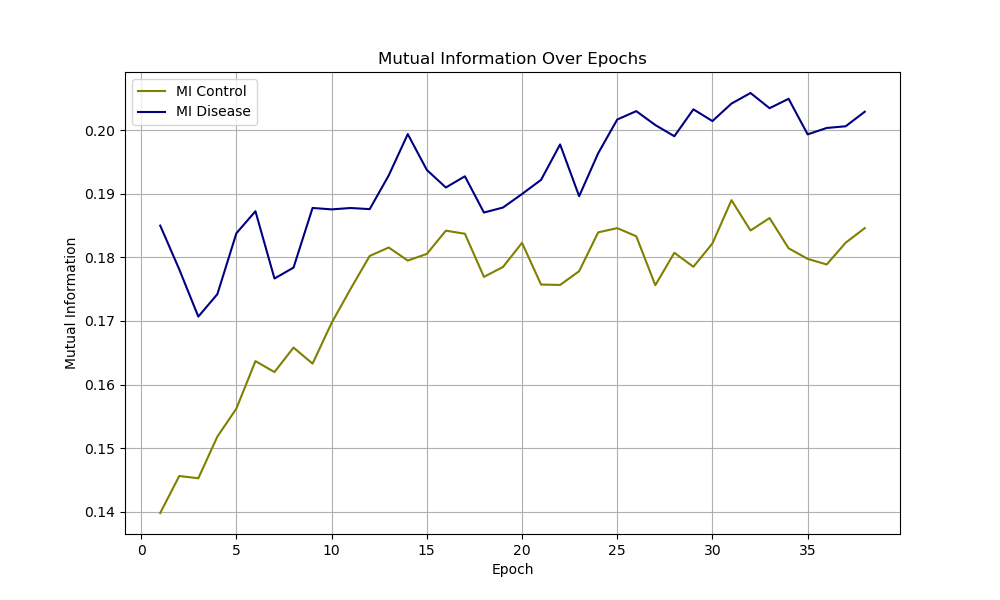 Mutual Information Over Epochs
MI Control
MI Disease
0.20
0.19
0.18
0.17
0.16
0.15
0.14
Mutual Information
0 5 10 15 20 25 30 35
Epoch